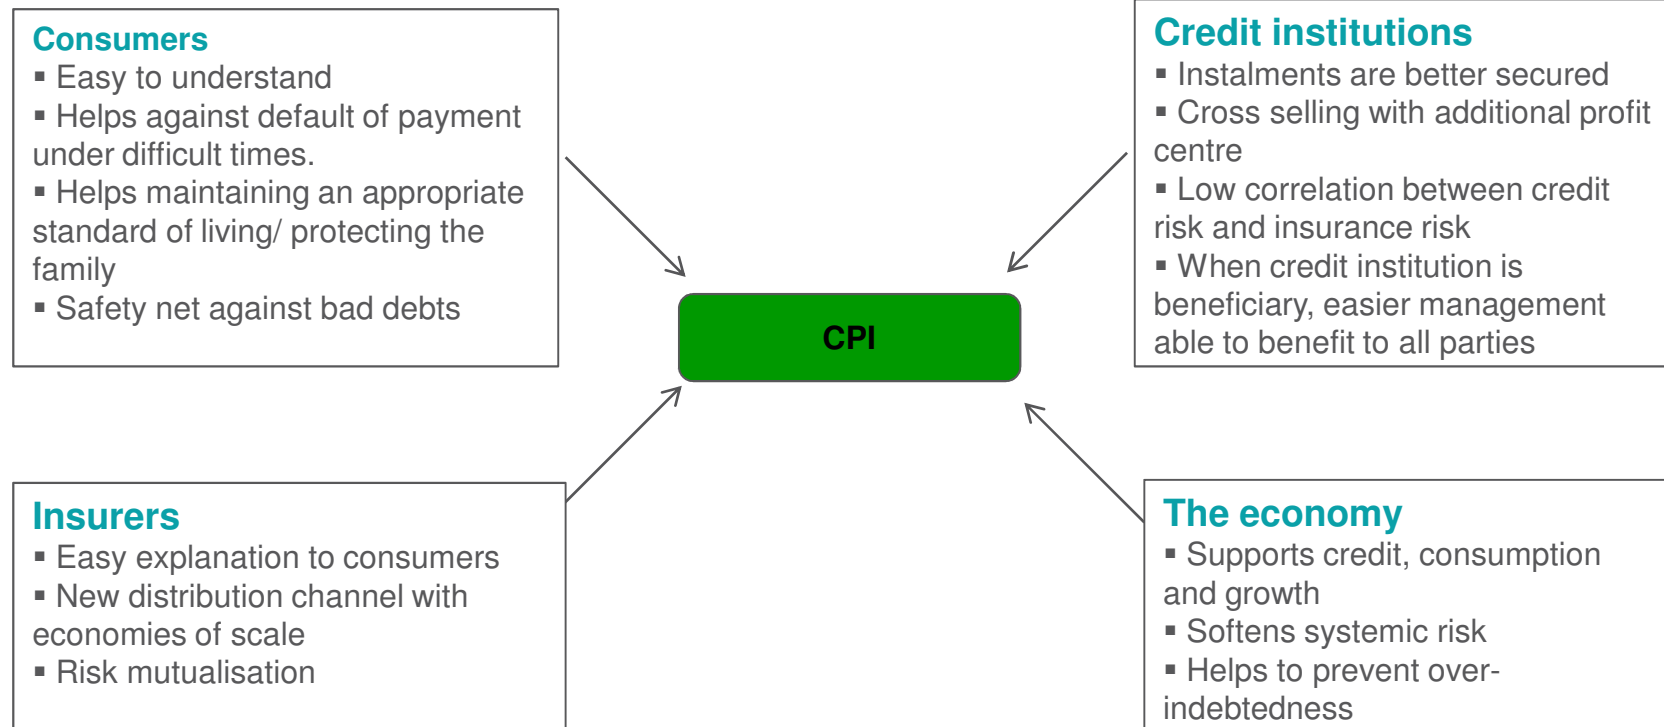 Consumers
▪ Easy to understand
▪ Helps against default of payment
under difficult times.
▪ Helps maintaining an appropriate
standard of living/ protecting the
family
▪ Safety net against bad debts
Credit institutions
▪ Instalments are better secured
▪ Cross selling with additional profit
centre
▪ Low correlation between credit
risk and insurance risk
▪ When credit institution is
beneficiary, easier management
able to benefit to all parties
CPI
Insurers
▪ Easy explanation to consumers
▪ New distribution channel with
economies of scale
▪ Risk mutualisation
The economy
▪ Supports credit, consumption
and growth
▪ Softens systemic risk
▪ Helps to prevent over-
indebtedness